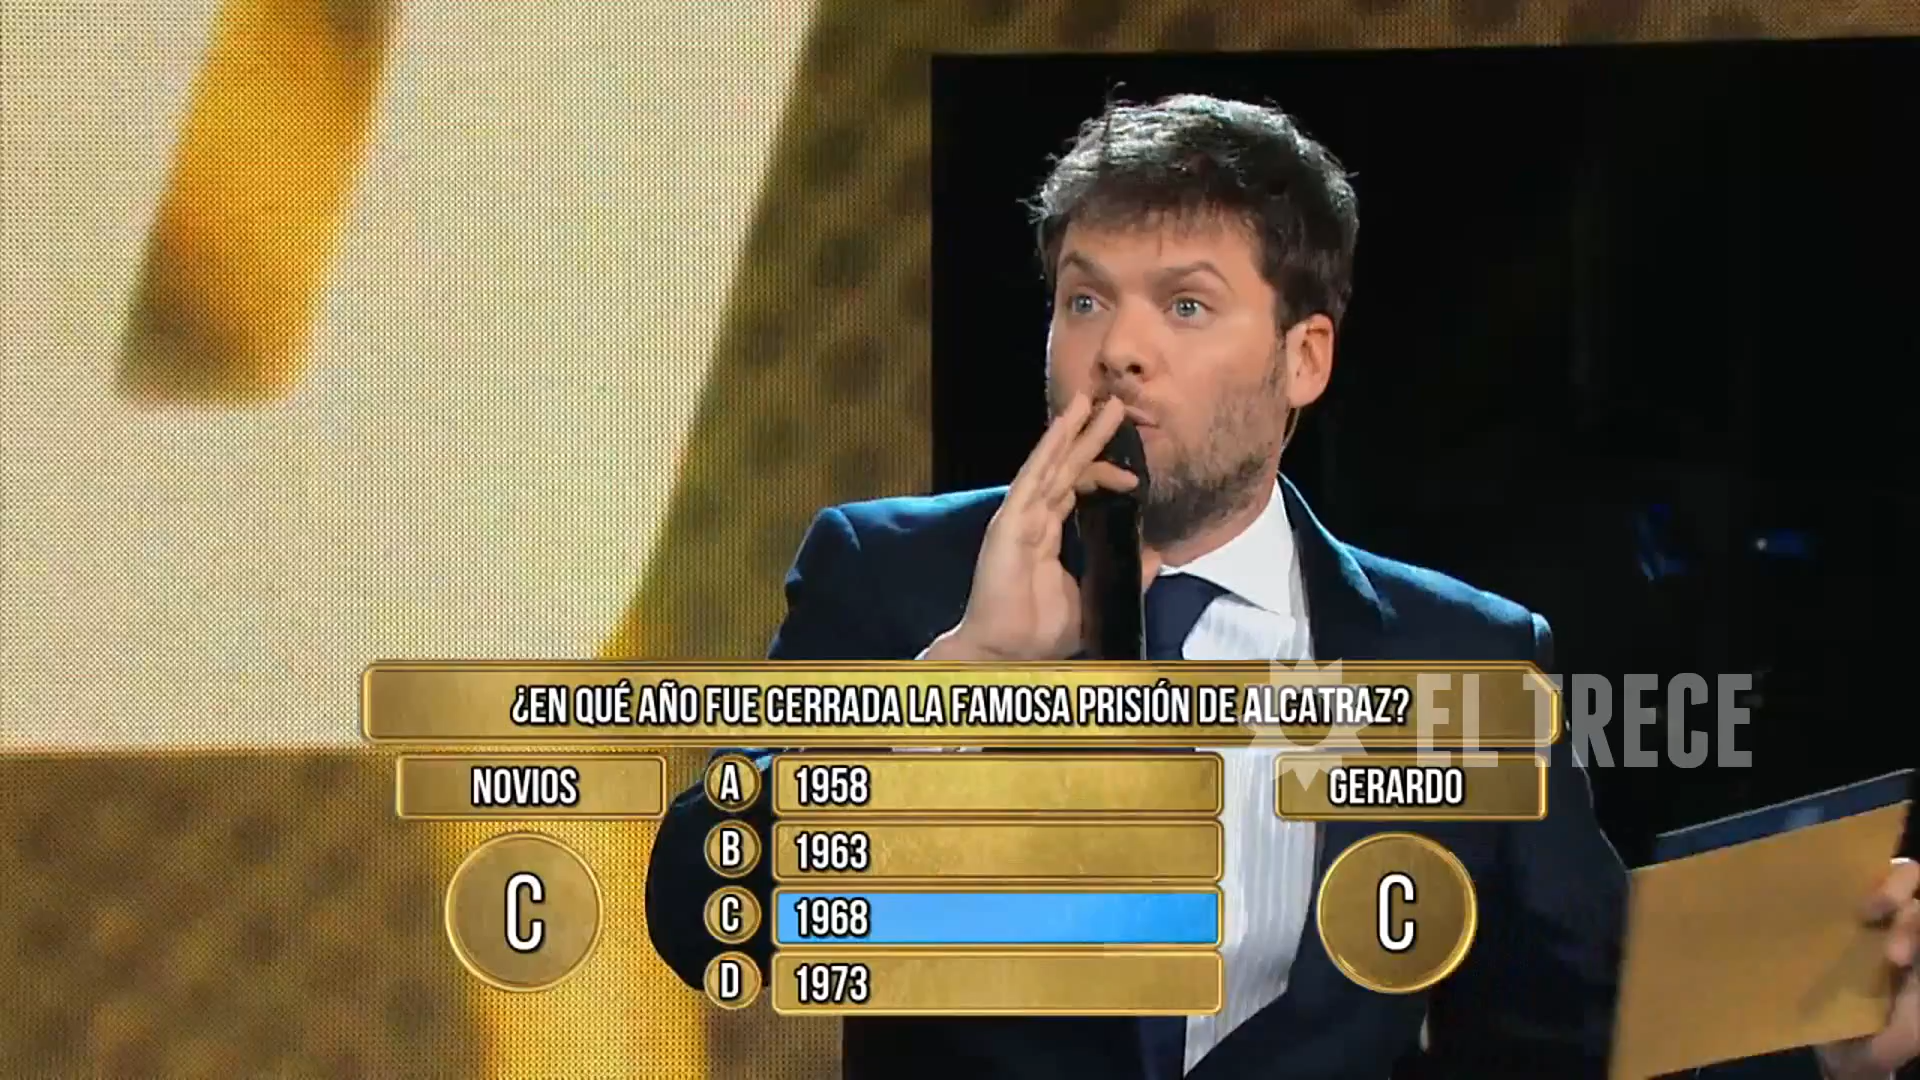 ¿EN QUÉ AÑO FUE CERRADA LA FAMOSA PRISIÓN DE ALCATRAZ?
EL TRECE
NOVIOS
GERARDO
A 1958
B 1963
C 1968
D 1973
C
C